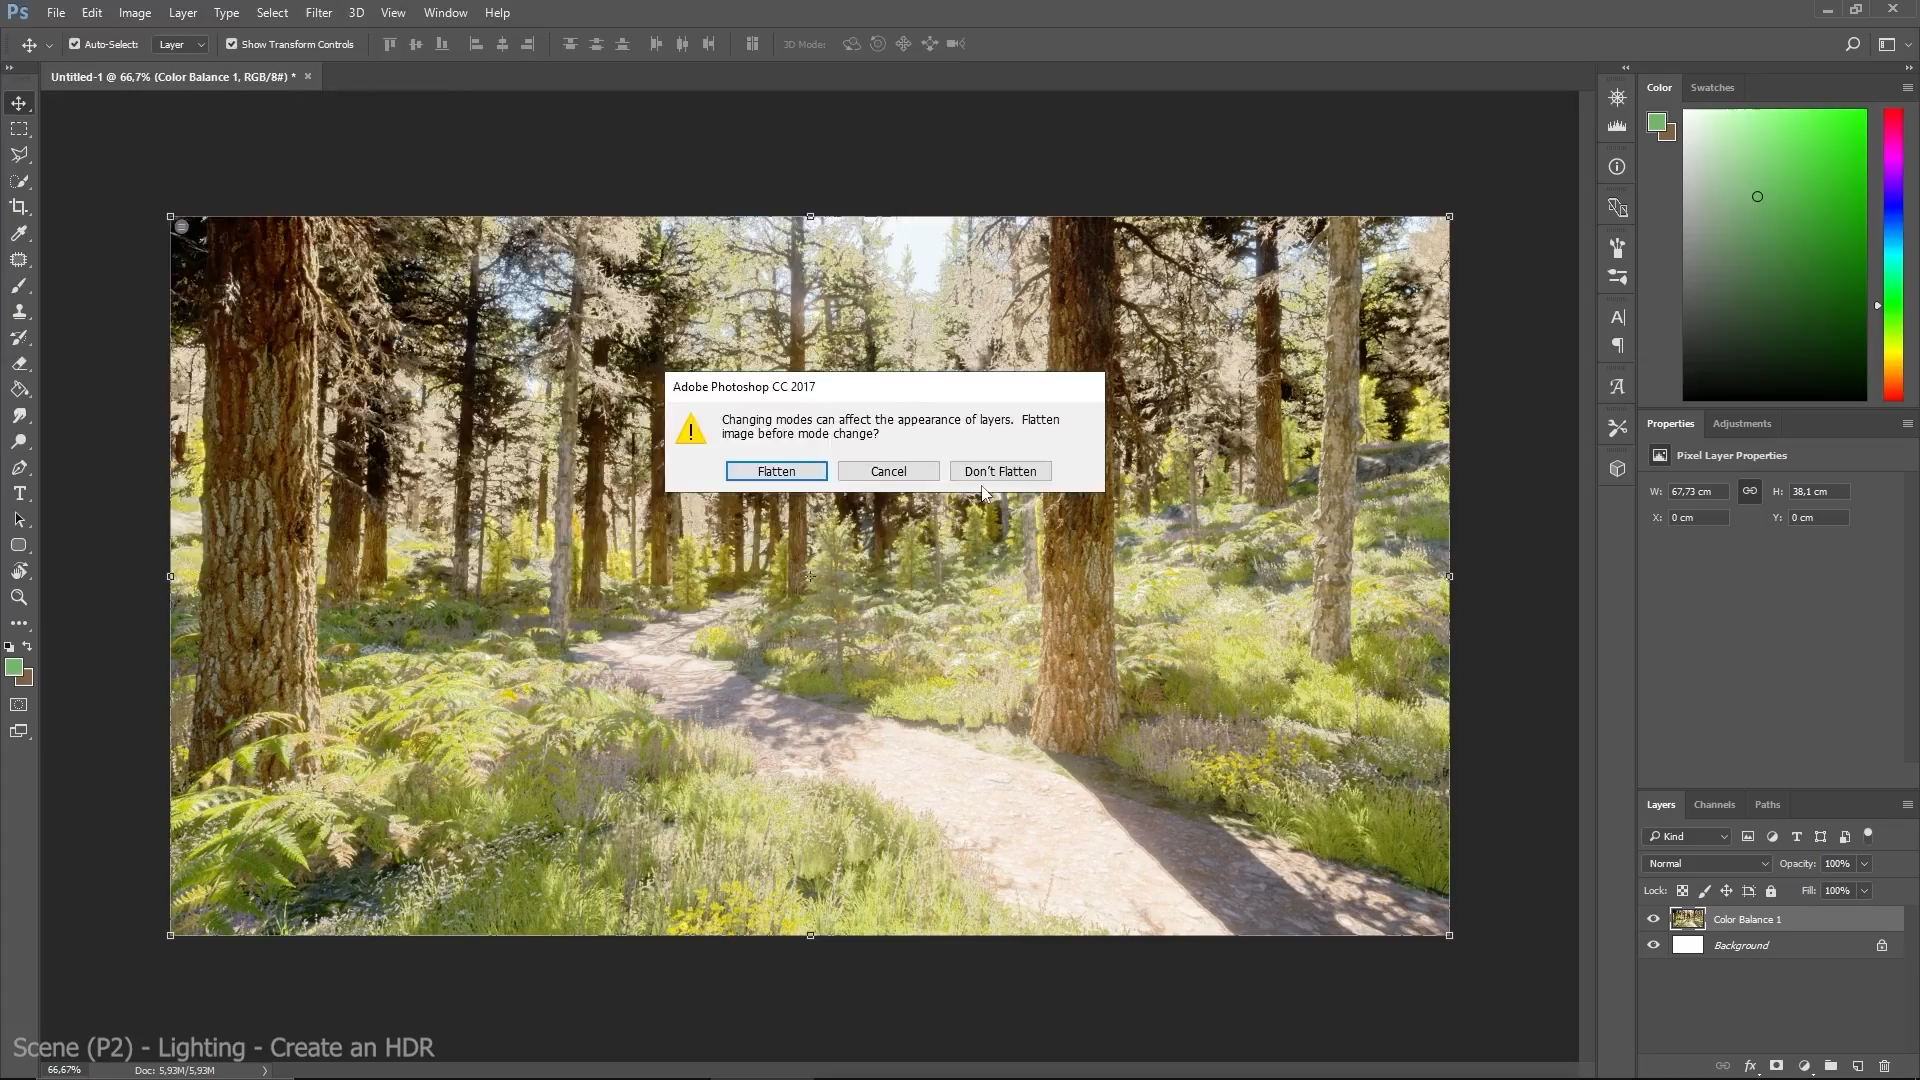 Ps File Edit Image Layer Type Select Filter 3D View Window Help
Auto-Select: Layer Show Transform Controls 3D Mode:
Untitled-1 @ 66,7% (Color Balance 1, RGB/8#) *
Color Swatches
Adobe Photoshop CC 2017
Changing modes can affect the appearance of layers. Flatten
image before mode change?
Flatten Cancel Don't Flatten
Properties Adjustments
Pixel Layer Properties
W: 67,73 cm H: 38,1 cm
X: 0 cm Y: 0 cm
Layers Channels Paths
Kind
Normal Opacity: 100%
Lock: Fill: 100%
Color Balance 1
Background
Scene (P2) - Lighting - Create an HDR
66,67% Doc: 5,93M/5,93M